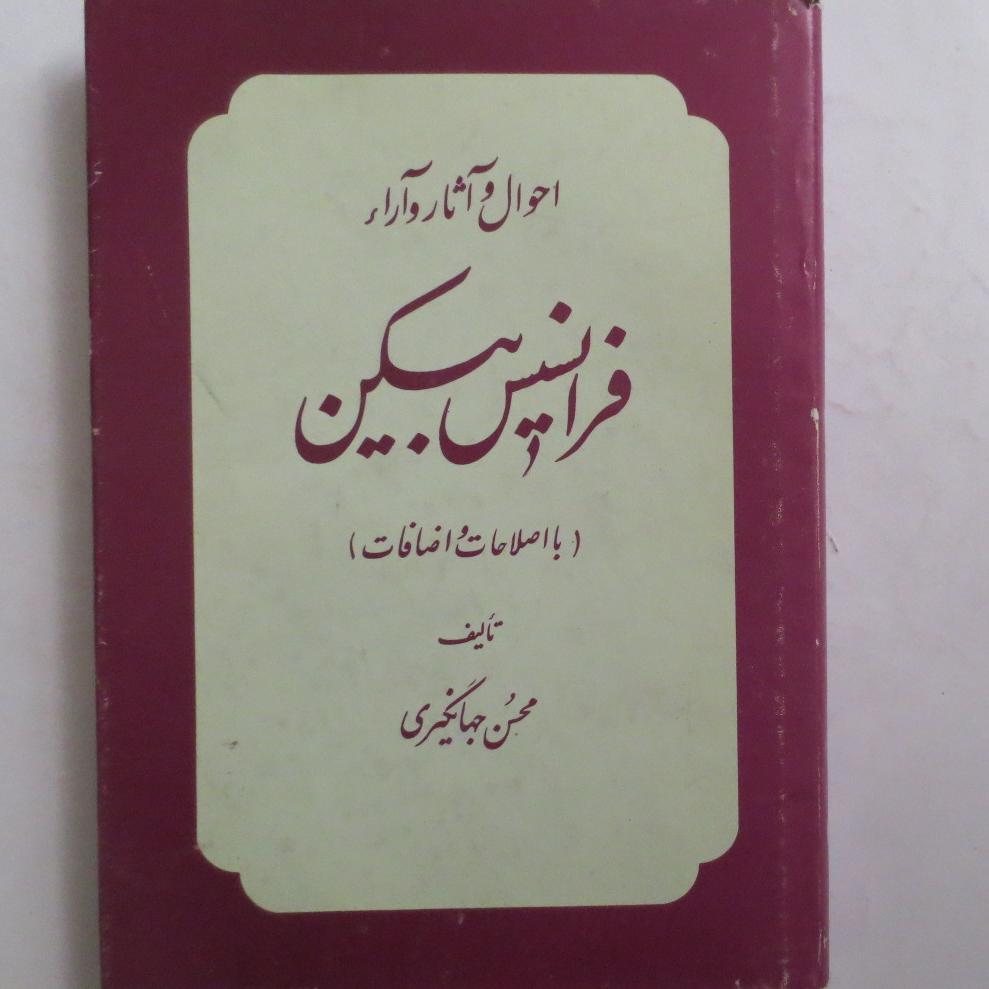 احوال و آثار و آراء
فرانسیس بیکن
(با اصلاحات و اضافات)
تألیف
محسن جهانگیری